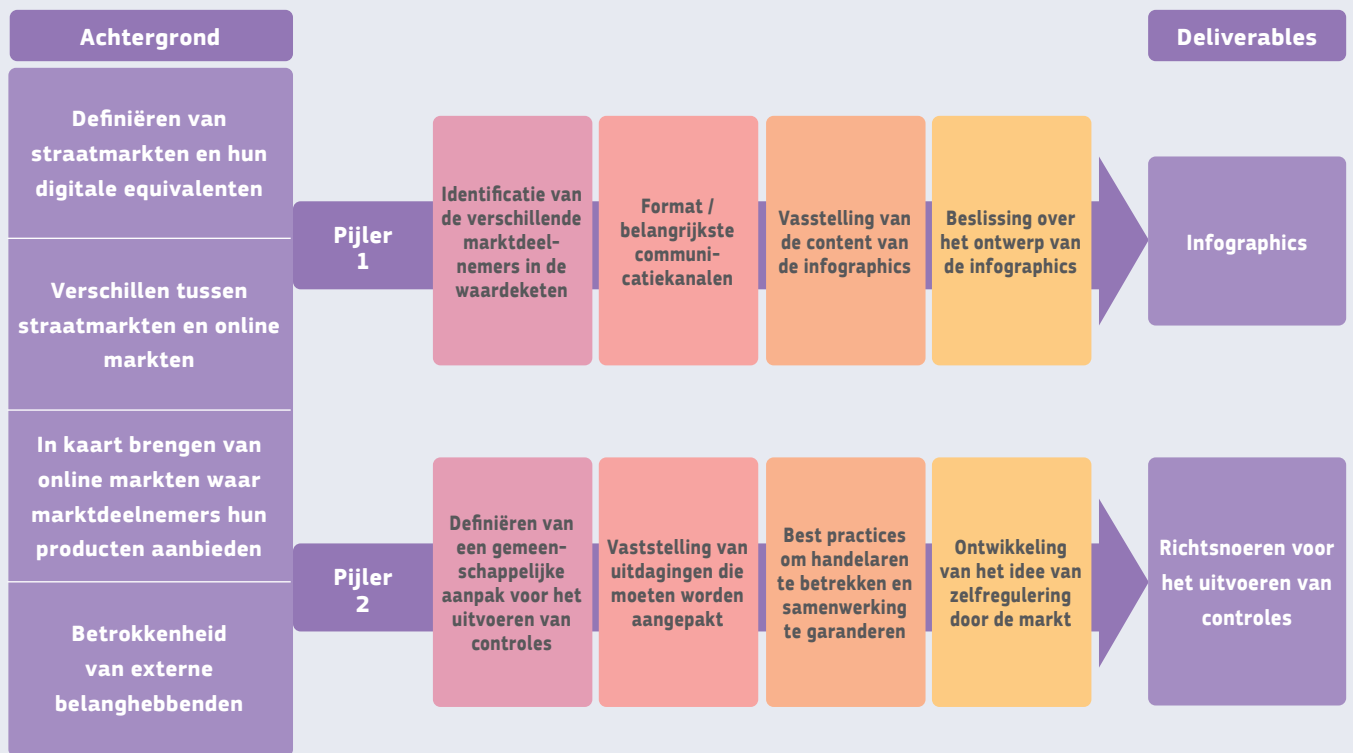 Achtergrond
Definiëren van
straatmarkten en hun
digitale equivalenten
Verschillen tussen
straatmarkten en online
markten
In kaart brengen van
online markten waar
marktdeelnemers hun
producten aanbieden
Betrokkenheid
van externe
belanghebbenden
Pijler
1
Identificatie van
de verschillende
marktdeel-
nemers in de
waardeketen
Format /
belangrijkste
communi-
catiekanalen
Vasstelling van
de content van
de infographics
Beslissing over
het ontwerp van
de infographics
Pijler
2
Definiëren van
een gemeen-
schappelijke
aanpak voor het
uitvoeren van
controles
Vaststelling van
uitdagingen die
moeten worden
aangepakt
Best practices
om handelaren
te betrekken en
samenwerking
te garanderen
Ontwikkeling
van het idee van
zelfregulering
door de markt
Deliverables
Infographics
Richtsnoeren voor
het uitvoeren van
controles